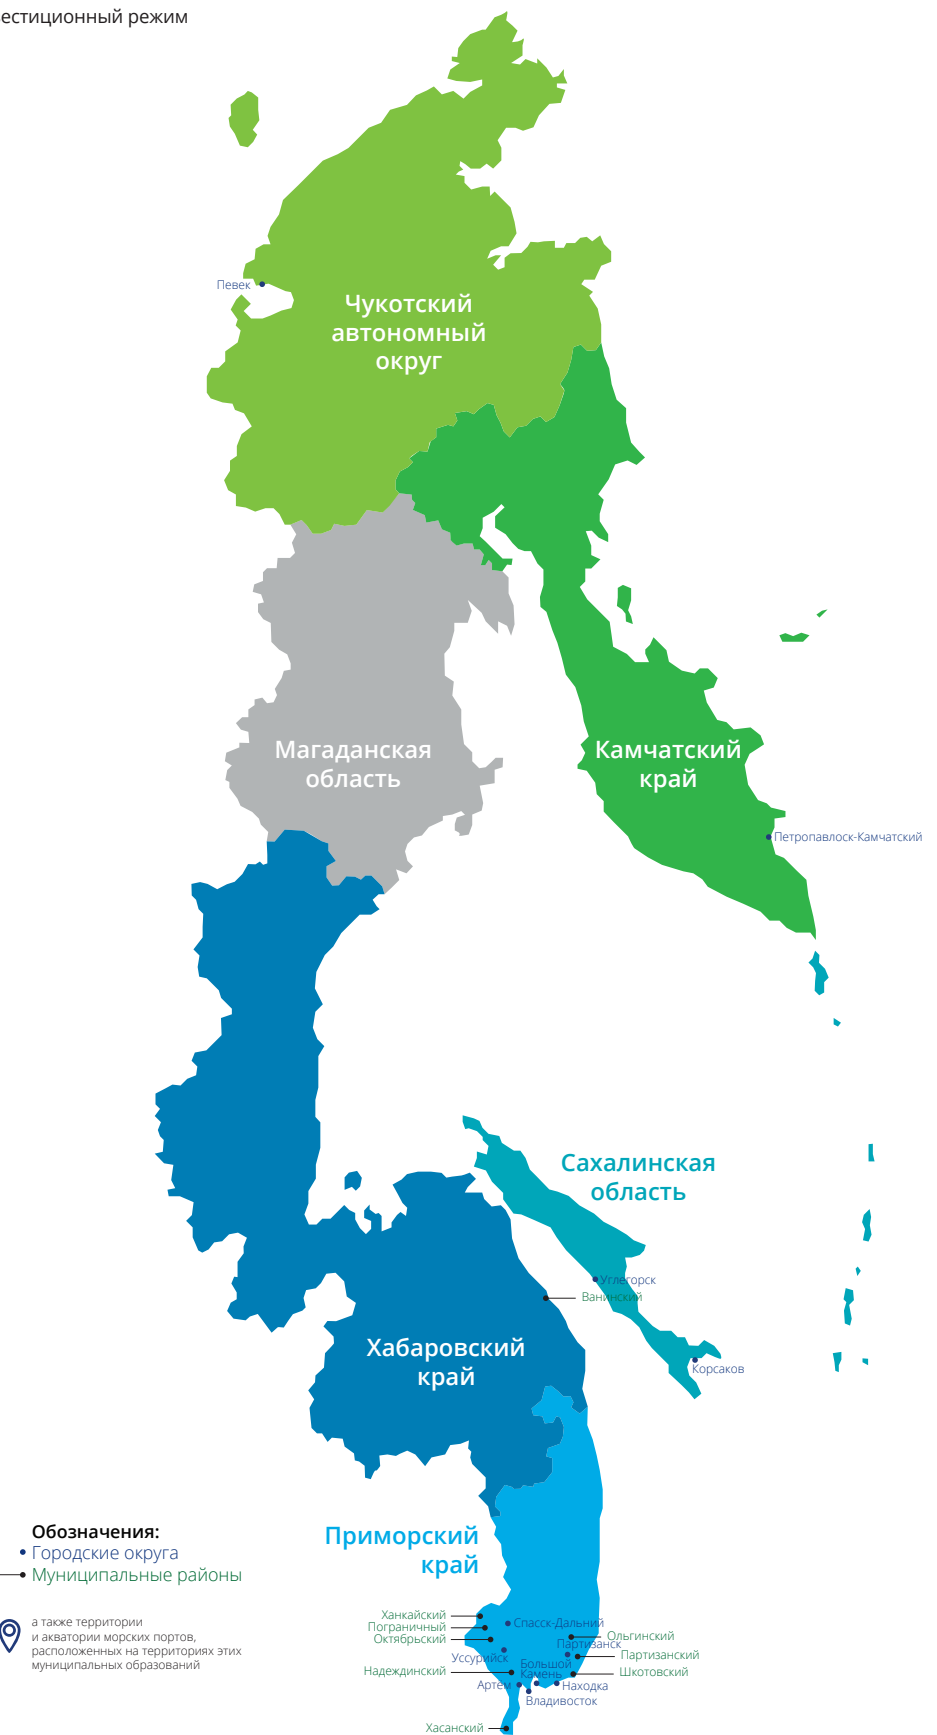 естиционный режим
Певек
Чукотский
автономный
округ
Магаданская
область
Камчатский
край
Петропавлоск-Камчатский
Сахалинская
область
Углегорск
Ванинский
Хабаровский
край
Корсаков
Приморский
край
Обозначения:
Городские округа
Муниципальные районы
а также территории
и акватории морских портов,
расположенных на территориях этих
муниципальных образований
Ханкайский
Пограничный
Октябрьский
Спасск-Дальний
Ольгинский
Партизанск
Партизанский
Уссурийск
Большой
Камень
Надеждинский
Шкотовский
Артем
Находка
Владивосток
Хасанский